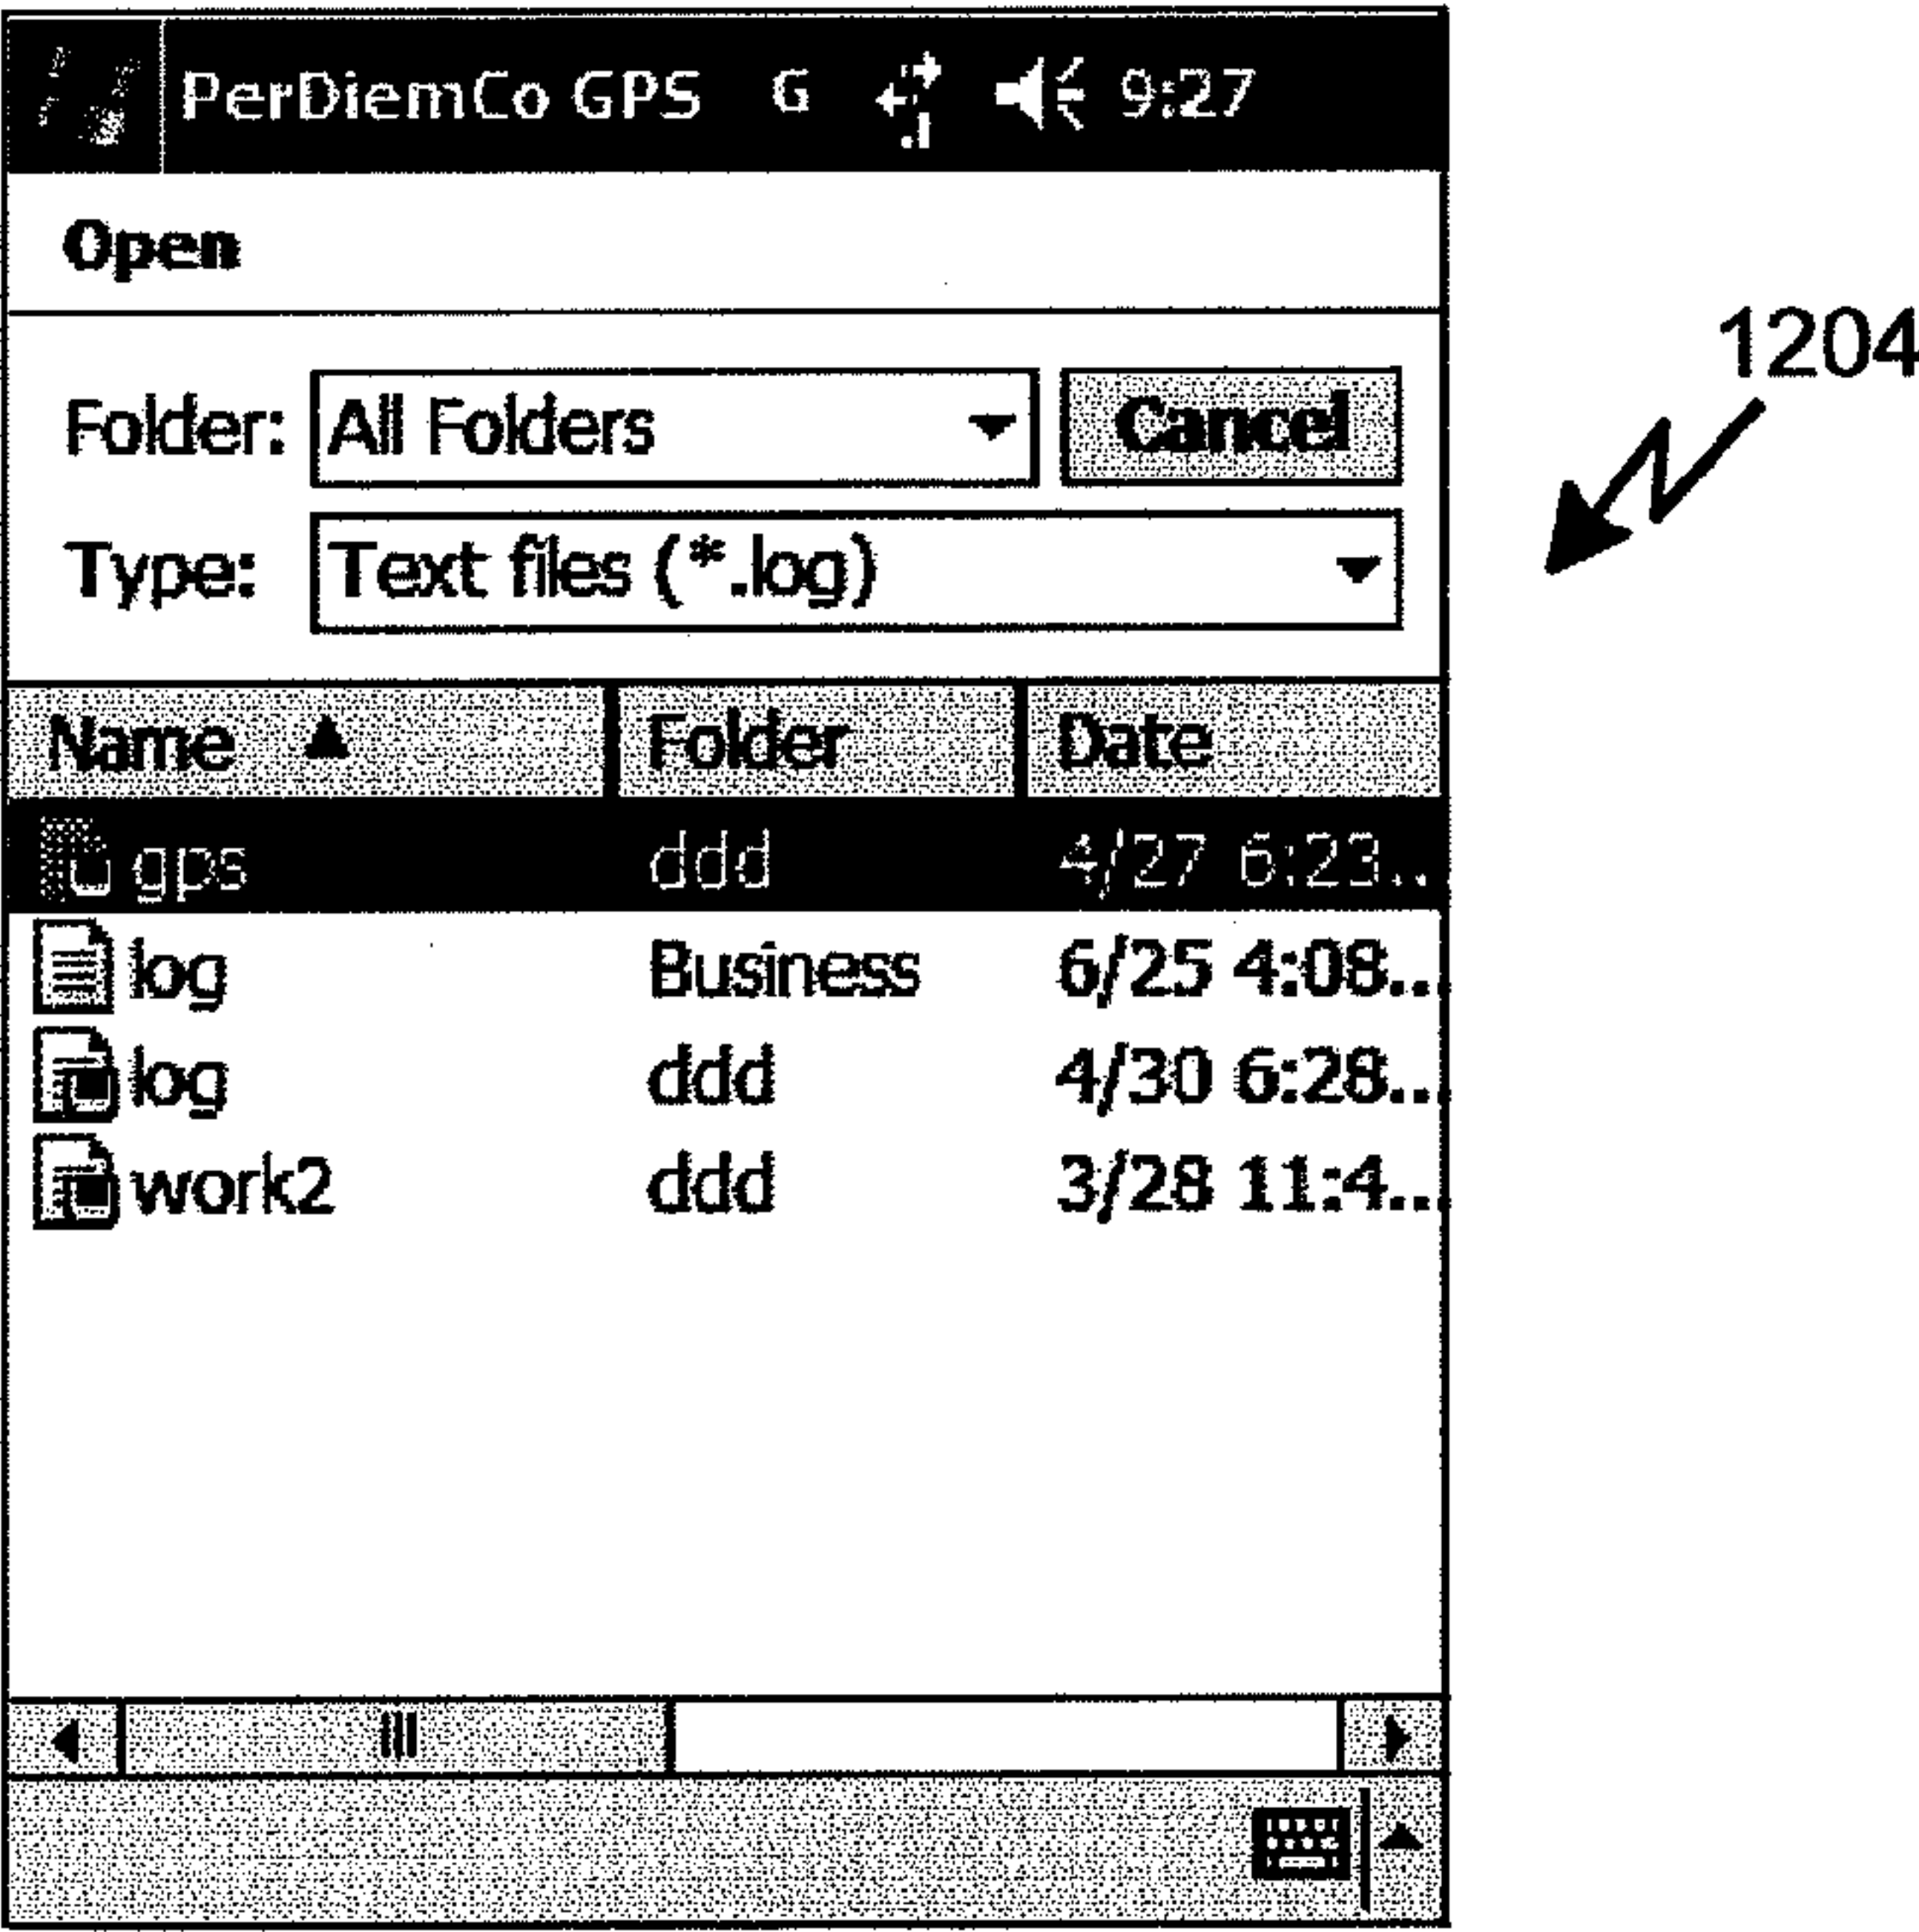 PerDiemCo GPS G 9:27
Open
1204
Folder: All Folders Cancel
Type: Text files (*.log)
Name Folder Date
gps ddd 4/27 6:23..
log Business 6/25 4:08...
log ddd 4/30 6:28...
work2 ddd 3/28 11:4...